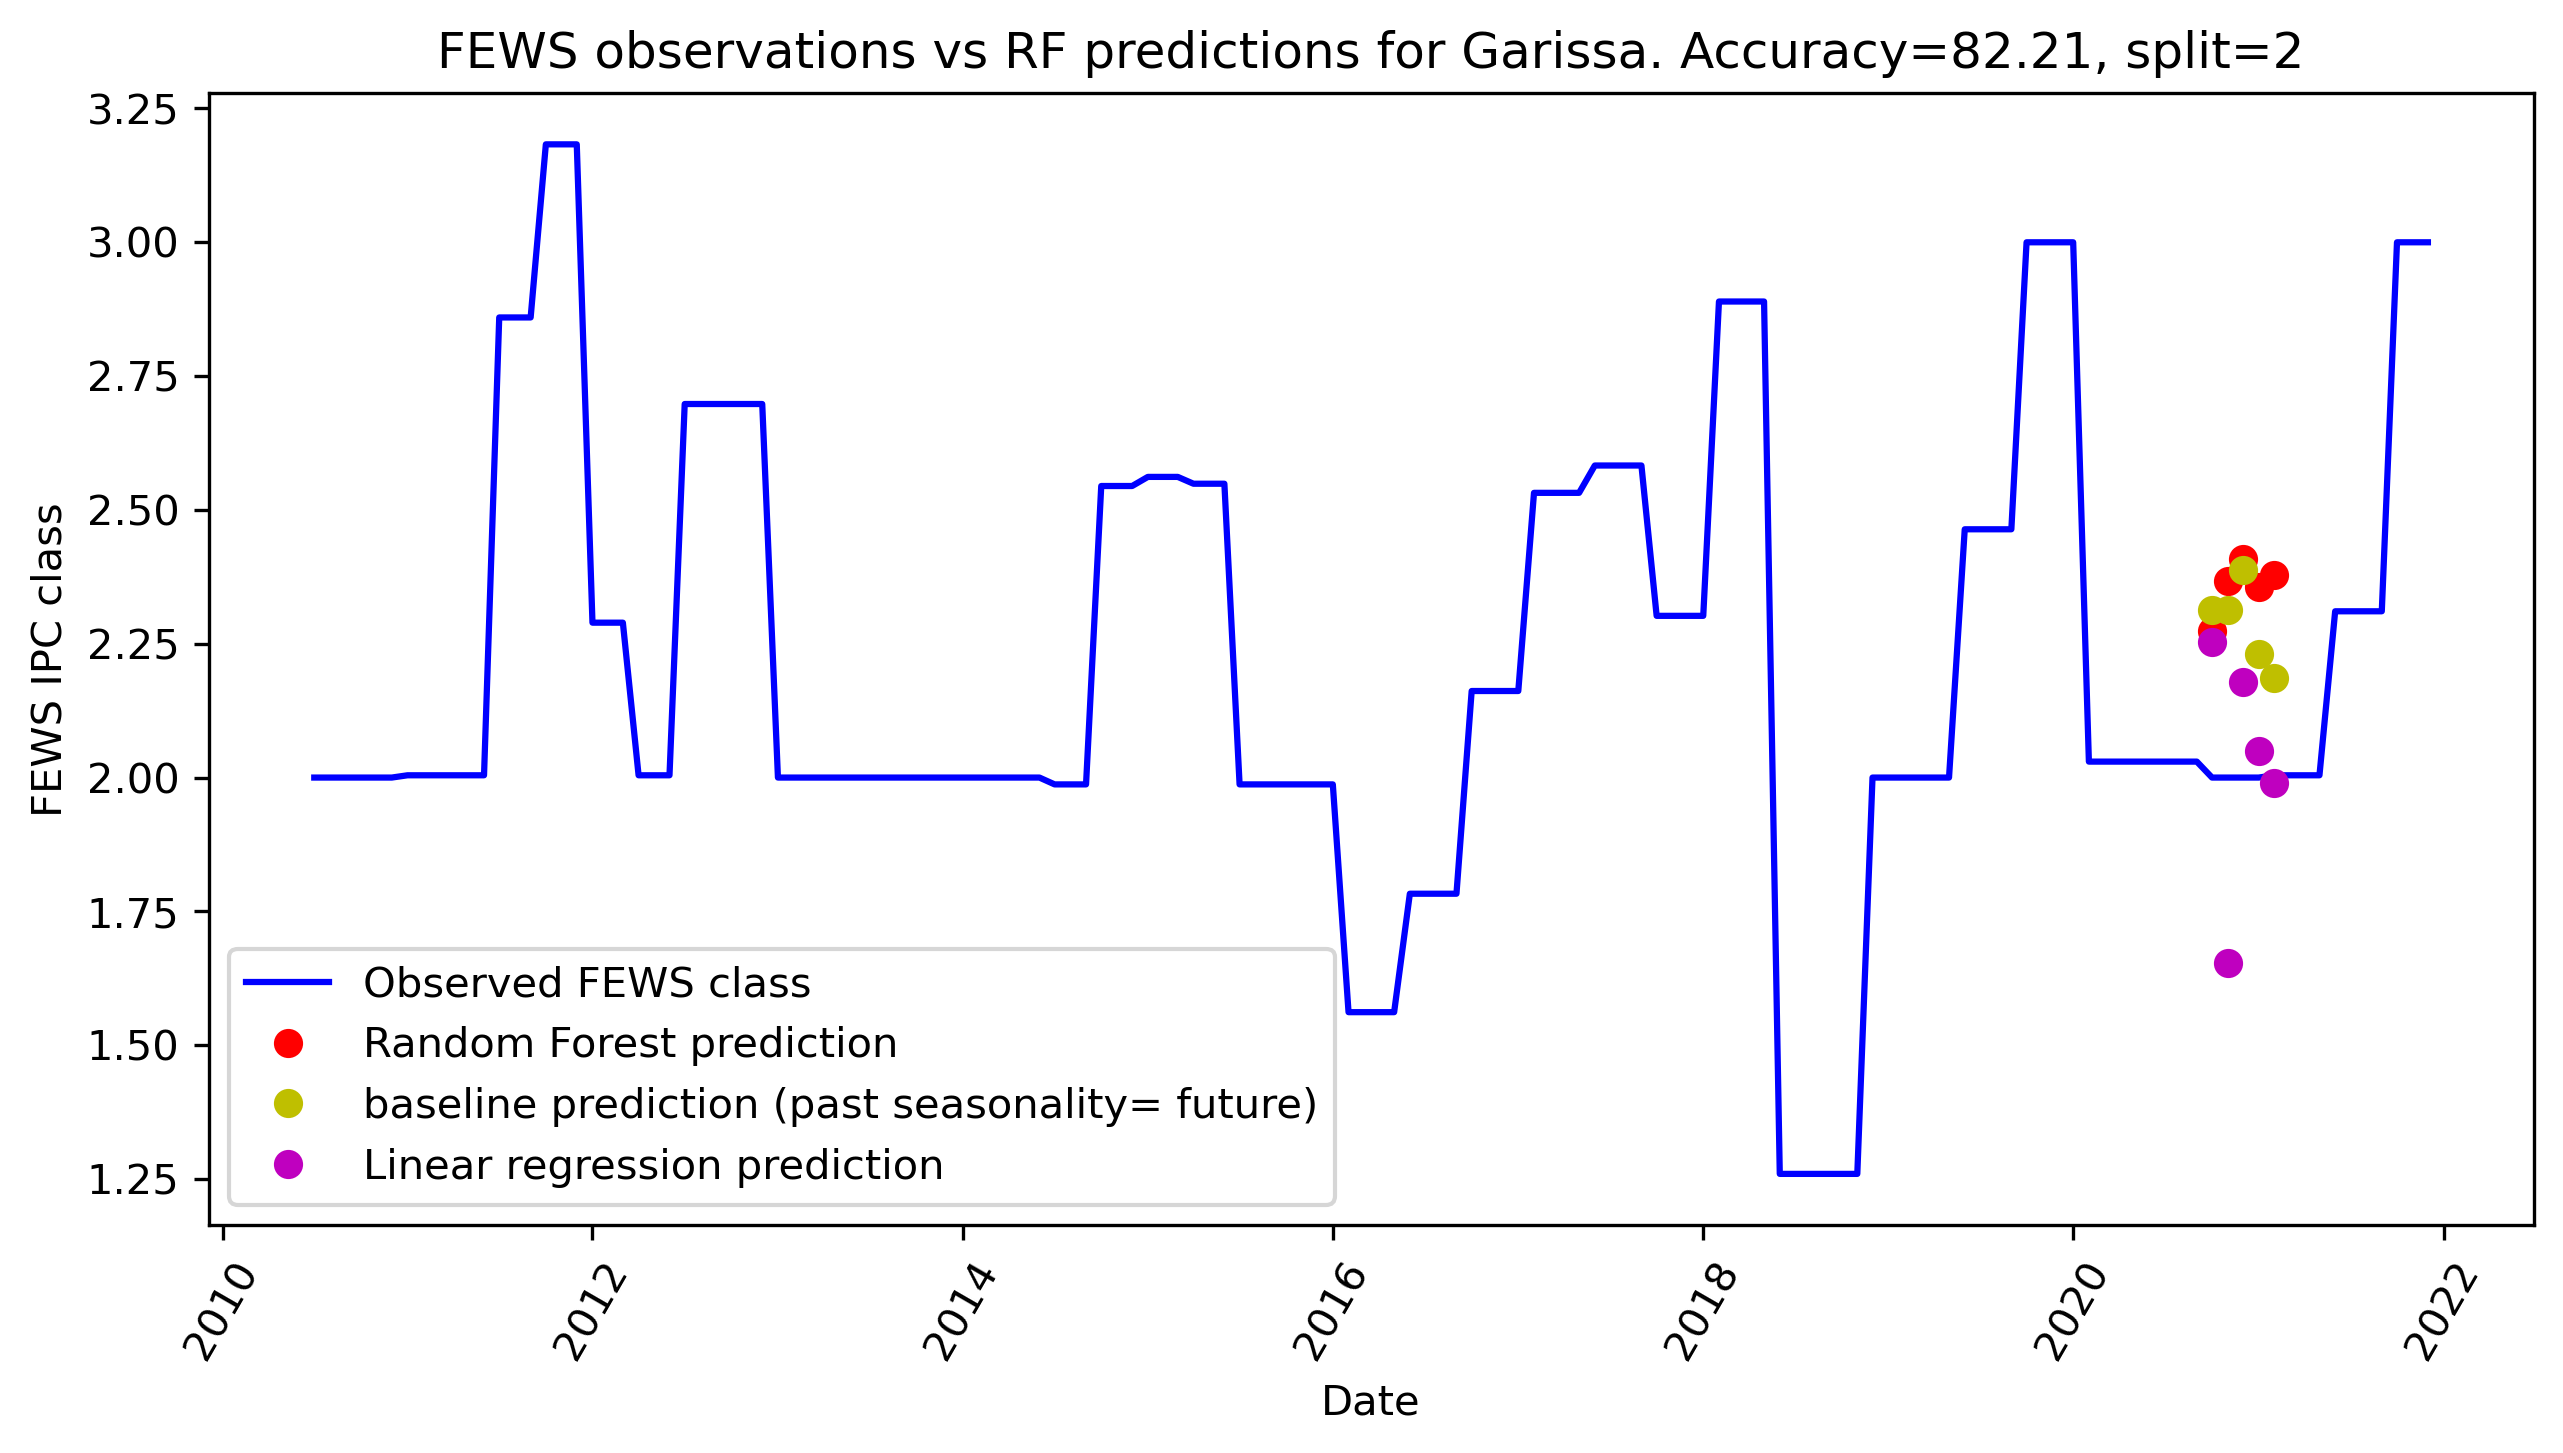 FEWS observations vs RF predictions for Garissa. Accuracy=82.21, split=2
FEWS IPC class
3.25
3.00
2.75
2.50
2.25
2.00
1.75
1.50
1.25
Observed FEWS class
Random Forest prediction
baseline prediction (past seasonality= future)
Linear regression prediction
2010
2012
2014
2016
2018
2020
2022
Date